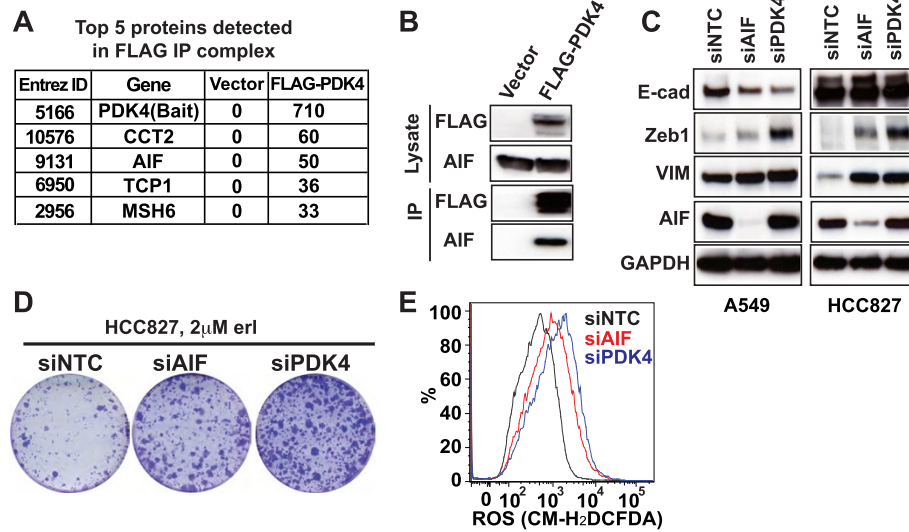 A
Top 5 proteins detected
in FLAG IP complex
Entrez ID Gene Vector FLAG-PDK4
5166 PDK4(Bait) 0 710
10576 CCT2 0 60
9131 AIF 0 50
6950 TCP1 0 36
2956 MSH6 0 33
B
Vector FLAG-PDK4
Lysate
FLAG
AIF
IP
FLAG
AIF
C
siNTC siAIF siPDK4 siNTC siAIF siPDK4
E-cad
Zeb1
VIM
AIF
GAPDH
A549 HCC827
D
HCC827, 2μM erl
siNTC siAIF siPDK4
E
siNTC
siAIF
siPDK4
%
100
80
60
40
20
0
0 10² 10³ 10⁴ 10⁵
ROS (CM-H₂DCFDA)